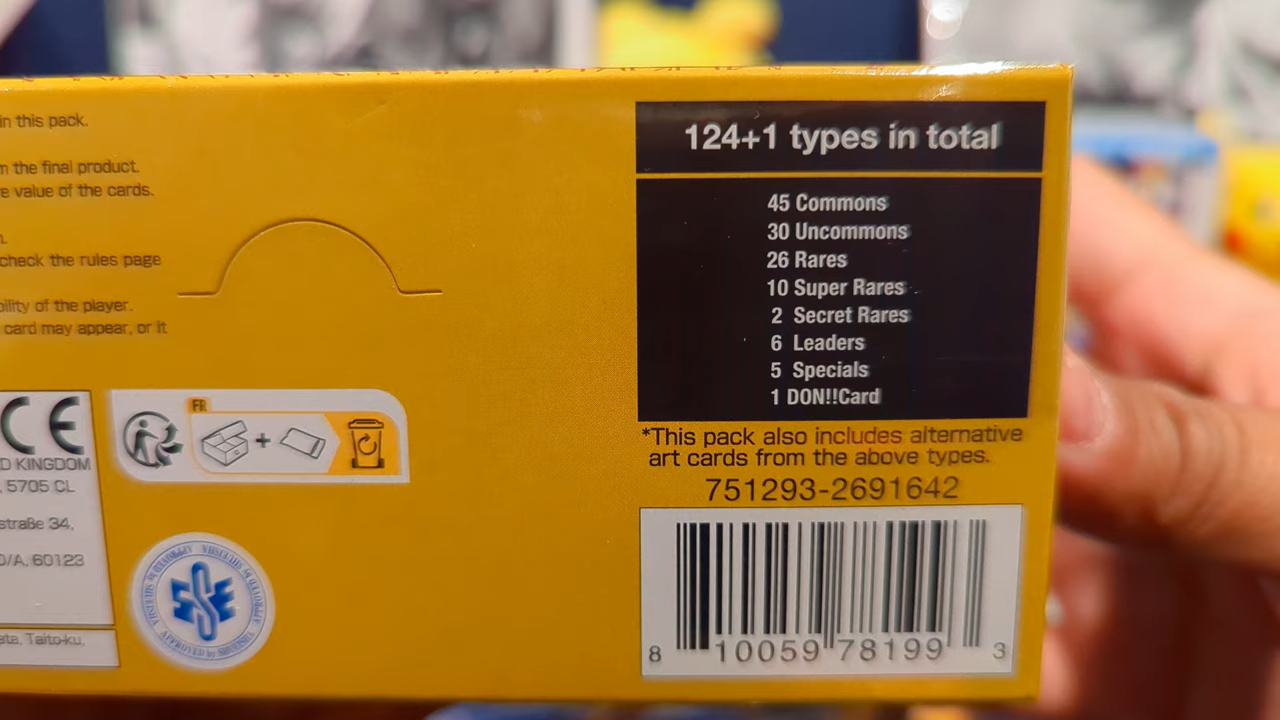 in this pack.
the final product.
value of the cards.
check the rules page
of the player.
card may appear, or it
CE
FR
KINGDOM
5705 CL
34,
60123
Taito-ku,
124+1 types in total
45 Commons
30 Uncommons
26 Rares
10 Super Rares
2 Secret Rares
6 Leaders
5 Specials
1 DON!!Card
*This pack also includes alternative
art cards from the above types.
751293-2691642
8 10059 78199 3